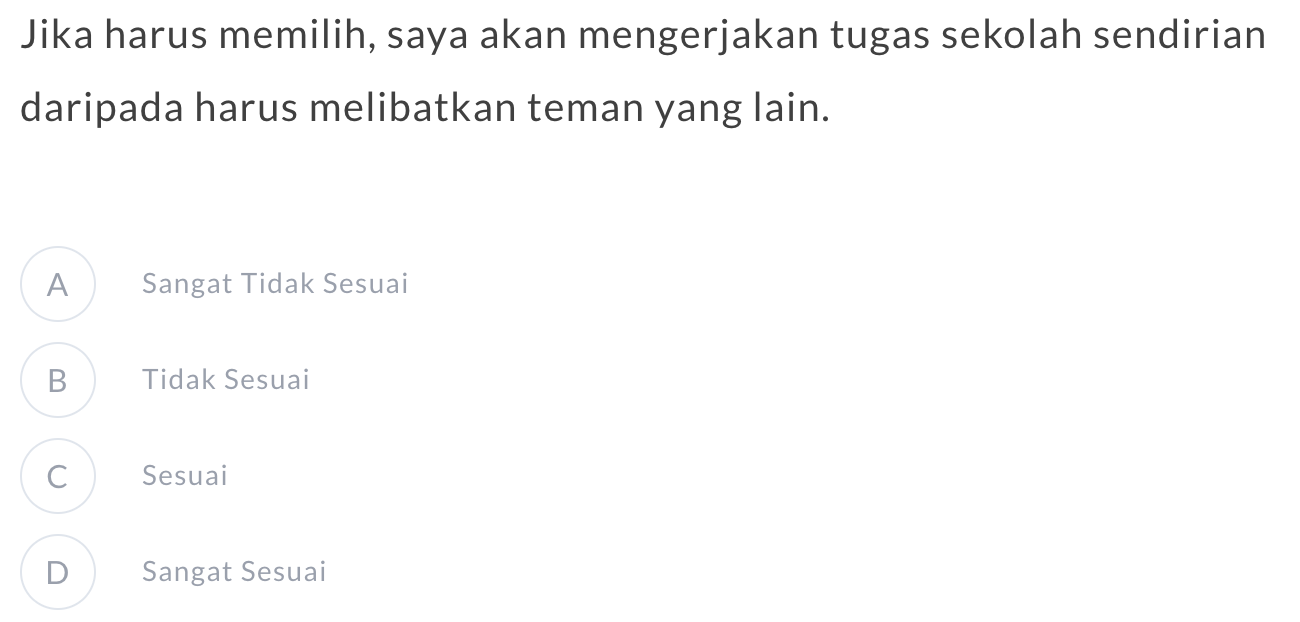 Jika harus memilih, saya akan mengerjakan tugas sekolah sendirian
daripada harus melibatkan teman yang lain.
A Sangat Tidak Sesuai
B Tidak Sesuai
C Sesuai
D Sangat Sesuai